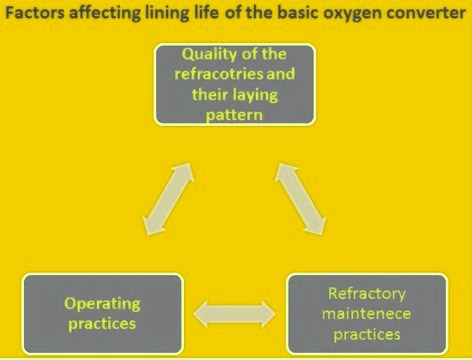 Factors affecting lining life of the basic oxygen converter
Quality of the
refracotries and
their laying
pattern
Operating
practices
Refractory
maintenece
practices